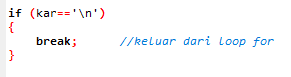 if (kar=='\n')
{
break; //keluar dari loop for
}